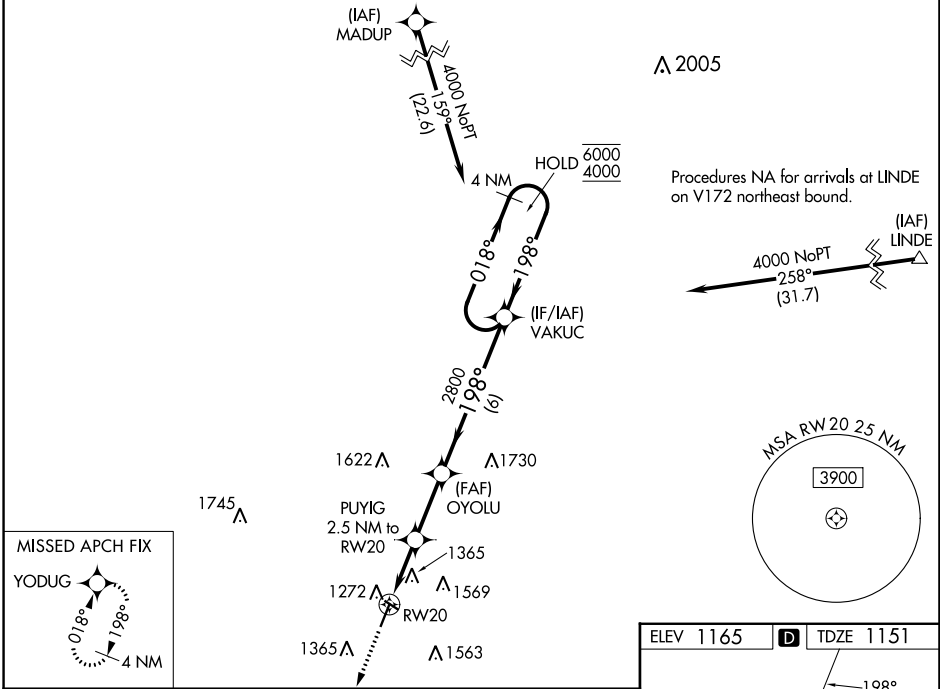 (IAF)
MADUP
4000 NoPT
159°
(22.6)
2005
HOLD 6000
4000
4 NM
018°
198°
Procedures NA for arrivals at LINDE
on V172 northeast bound.
(IAF)
LINDE
4000 NoPT
258°
(31.7)
(IF/IAF)
VAKUC
2800
198°
(6)
MSA RW20 25 NM
3900
1622
1730
(FAF)
OYOLU
1745
PUYIG
2.5 NM to
RW20
1365
1272
1569
RW20
1365
1563
MISSED APCH FIX
YODUG
018°
198°
4 NM
ELEV 1165 D TDZE 1151
198°